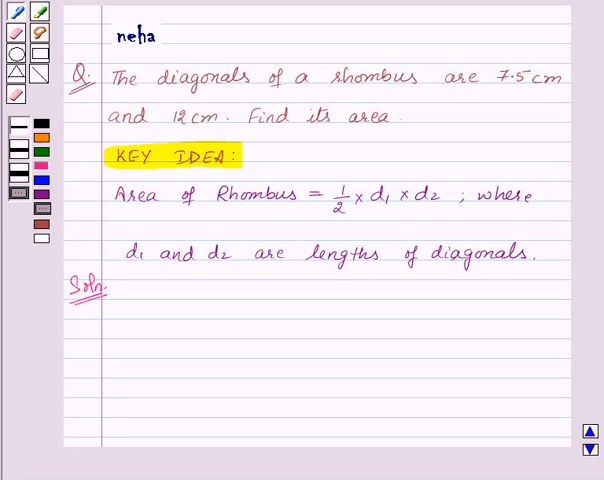 neha
Q. The diagonals of a rhombus are 7.5 cm
and 12 cm. Find its area.
KEY IDEA:
Area of Rhombus = 1/2 × d1 × d2 ; where
d1 and d2 are lengths of diagonals.
Soln.